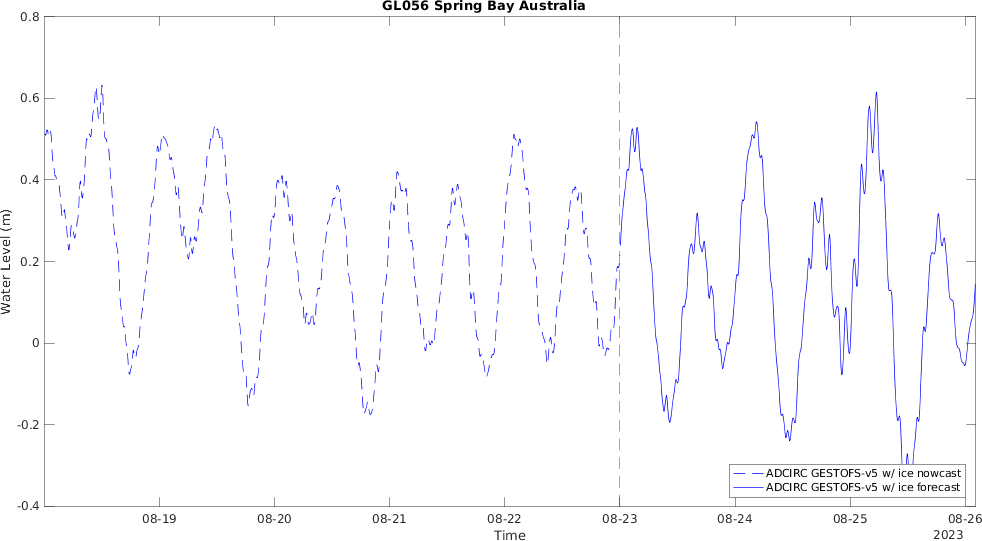 GL056 Spring Bay Australia
0.8
0.6
0.4
0.2
0
-0.2
-0.4
Water Level (m)
ADCIRC GESTOFS-v5 w/ ice nowcast
ADCIRC GESTOFS-v5 w/ ice forecast
08-19 08-20 08-21 08-22 08-23 08-24 08-25 08-26
Time
2023